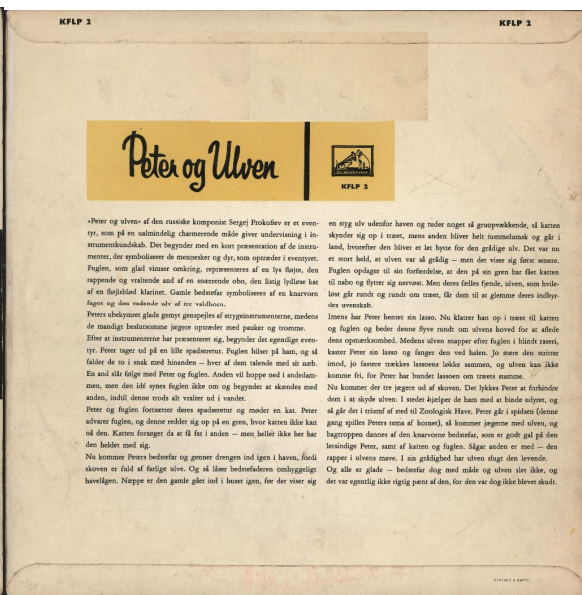 KFLP 2
KFLP 2
Peter og Ulven
KFLP 2
»Peter og ulven« af den russiske komponist Sergej Prokofiev er et even-
tyr, som på en ualmindelig charmerende måde giver undervisning i in-
strumentkundskab. Det begynder med en kort præsentation af de instru-
menter, der symboliserer de mennesker og dyr, som optræder i eventyret.
Fuglen, som glad vimser omkring, repræsenteres af en lys fløjte, den
rappende og vraltende and af en snærrende obo, den listig lydløse kat
af en fløjlsblød klarinet. Gamle bedstefar symboliseres af en knarvorn
fagot og den tudende ulv af tre valdhorn.
Peters ubekymret glade gemyt genspejles af strygeinstrumenterne, medens
de mandigt beslutsomme jægere optræder med pauker og tromme.
Efter at instrumenterne har præsenteret sig, begynder det egentlige even-
tyr. Peter tager ud på en lille spadseretur. Fuglen hilser på ham, og så
falder de to i snak med hinanden — hver af dem talende med sit næb.
En and slår følge med Peter og fuglen. Anden vil hoppe ned i andedam-
men, men den idé synes fuglen ikke om og begynder at skændes med
anden, indtil denne trods alt vralter ud i vandet.
Peter og fuglen fortsætter deres spadseretur og møder en kat. Peter
advarer fuglen, og denne redder sig op på en gren, hvor katten ikke kan
nå den. Katten forsøger da at få fat i anden — men heller ikke her har
den heldet med sig.
Nu kommer Peters bedstefar og genner drengen ind igen i haven, fordi
skoven er fuld af farlige ulve. Og så låser bedstefaderen omhyggeligt
havelågen. Næppe er den gamle gået ind i huset igen, før der viser sig
en styg ulv udenfor haven og tuder noget så gruopvækkende, så katten
skynder sig op i træet, mens anden bliver helt tummelumsk og går i
land, hvorefter den bliver et let bytte for den grådige ulv. Det var nu
et stort held, at ulven var så grådig — men det viser sig først senere.
Fuglen opdager til sin forfærdelse, at den på sin gren har fået katten
til nabo og flytter sig nervøst. Men deres fælles fjende, ulven, som hvile-
løst går rundt og rundt om træet, får dem til at glemme deres indbyr-
des uvenskab.
Imens har Peter hentet sin lasso. Nu klatrer han op i træet til katten
og fuglen og beder denne flyve rundt om ulvens hoved for at aflede
dens opmærksomhed. Medens ulven snapper efter fuglen i blindt raseri,
kaster Peter sin lasso og fanger den ved halen. Jo mere den stritter
imod, jo fastere trækkes lassoens løkke sammen, og ulven kan ikke
komme fri, for Peter har bundet lassoen om træets stamme.
Nu kommer der tre jægere ud af skoven. Det lykkes Peter at forhindre
dem i at skyde ulven. I stedet hjælper de ham med at binde udyret, og
så går det i triumf af sted til Zoologisk Have. Peter går i spidsen (denne
gang spilles Peters tema af hornet), så kommer jægerne med ulven, og
bagtroppen dannes af den knarvorne bedstefar, som er godt gal på den
letsindige Peter, samt af katten og fuglen. Sågar anden er med — den
rapper i ulvens mave. I sin grådighed har ulven slugt den levende.
Og alle er glade — bedstefar dog med måde og ulven slet ikke, og
det var egentlig ikke rigtig pænt af den, for den var dog ikke blevet skudt.